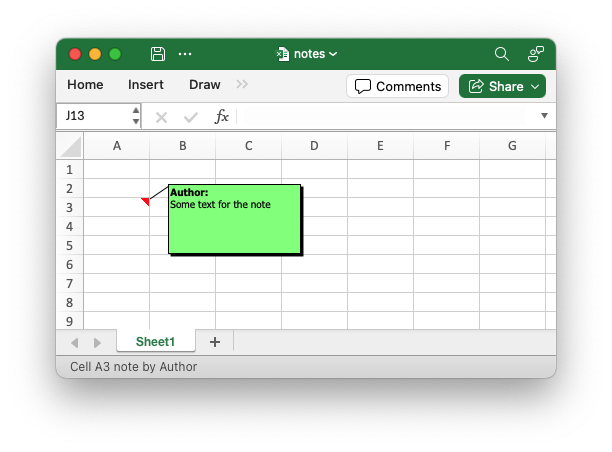 notes
Home Insert Draw Comments Share
J13 fx
A B C D E F G
1
2
Author:
3
Some text for the note
4
5
6
7
8
9
Sheet1 +
Cell A3 note by Author